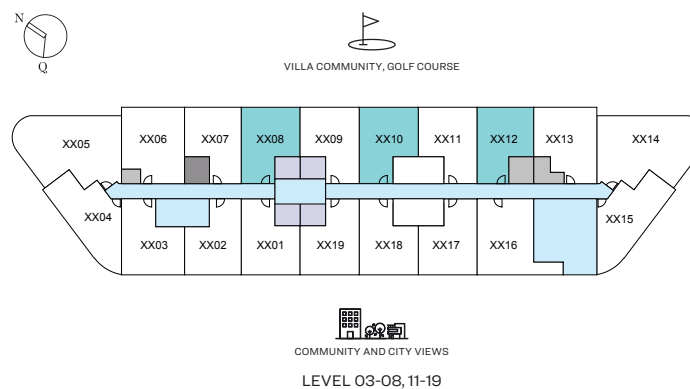 N
Q
VILLA COMMUNITY, GOLF COURSE
XX05
XX06
XX07
XX08
XX09
XX10
XX11
XX12
XX13
XX14
XX04
XX03
XX02
XX01
XX19
XX18
XX17
XX16
XX15
COMMUNITY AND CITY VIEWS
LEVEL 03-08, 11-19